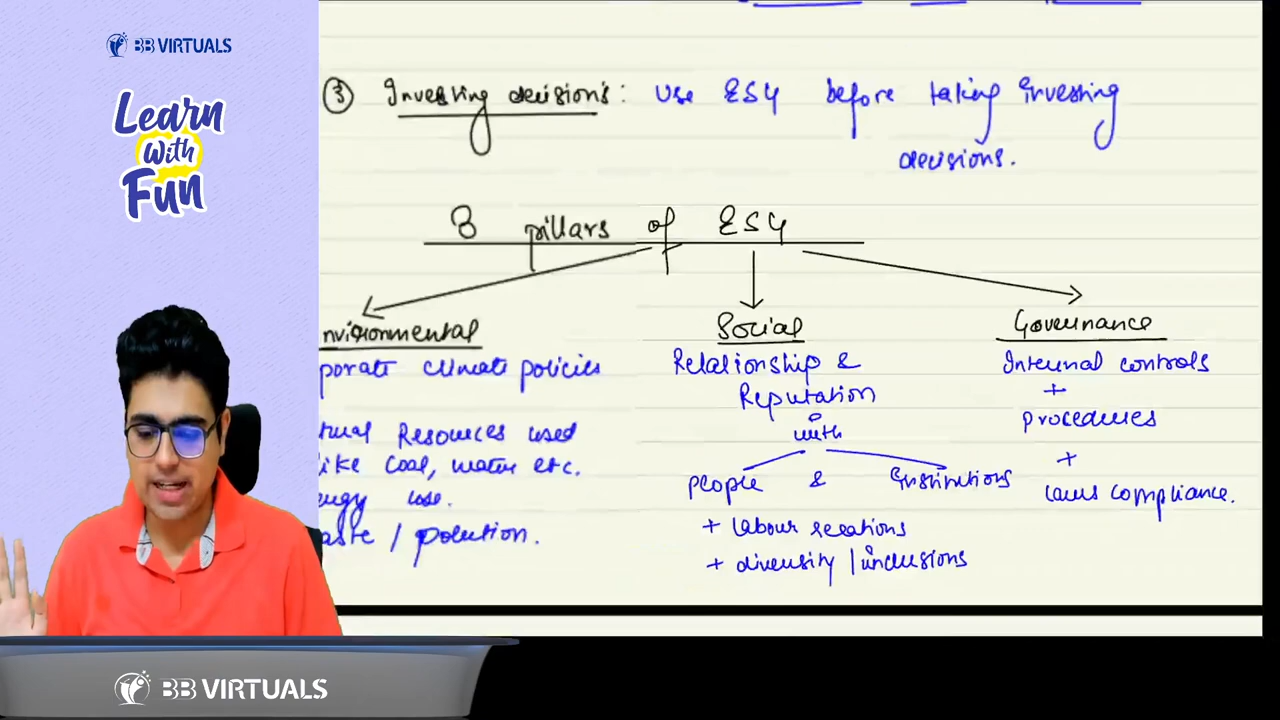 BB VIRTUALS
Learn
With
Fun
③ Investing decisions: Use ESG before taking investing
decisions.
3 pillars of ESG
nvironmental Social Governance
porate climate policies
tural Resources used
like coal, water etc.
ergy use.
aste / polution.
Relationship &
Reputation
with
people & Institutions
+ labour relations
+ diversity / inclusions
Internal controls
+
procedures
+
laws compliance.
BB VIRTUALS